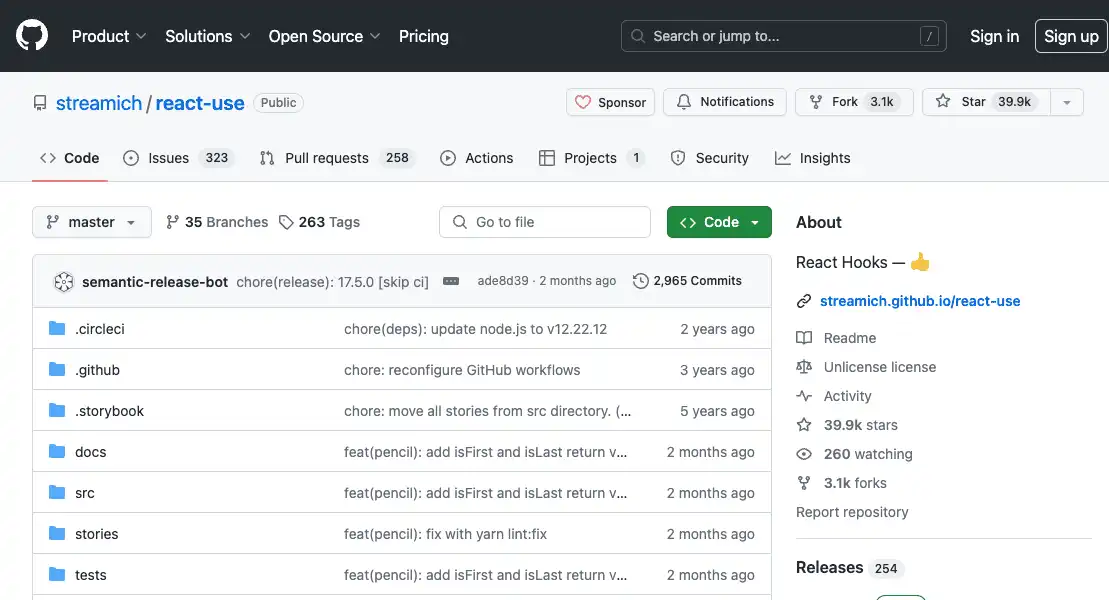 Product Solutions Open Source Pricing Search or jump to... / Sign in Sign up
streamich / react-use Public Sponsor Notifications Fork 3.1k Star 39.9k
Code Issues 323 Pull requests 258 Actions Projects 1 Security Insights
master 35 Branches 263 Tags Go to file Code
semantic-release-bot chore(release): 17.5.0 [skip ci] ade8d39 · 2 months ago 2,965 Commits
.circleci chore(deps): update node.js to v12.22.12 2 years ago
.github chore: reconfigure GitHub workflows 3 years ago
.storybook chore: move all stories from src directory. (... 5 years ago
docs feat(pencil): add isFirst and isLast return v... 2 months ago
src feat(pencil): add isFirst and isLast return v... 2 months ago
stories feat(pencil): fix with yarn lint:fix 2 months ago
tests feat(pencil): add isFirst and isLast return v... 2 months ago
About
React Hooks — 👍
streamich.github.io/react-use
Readme
Unlicense license
Activity
39.9k stars
260 watching
3.1k forks
Report repository
Releases 254